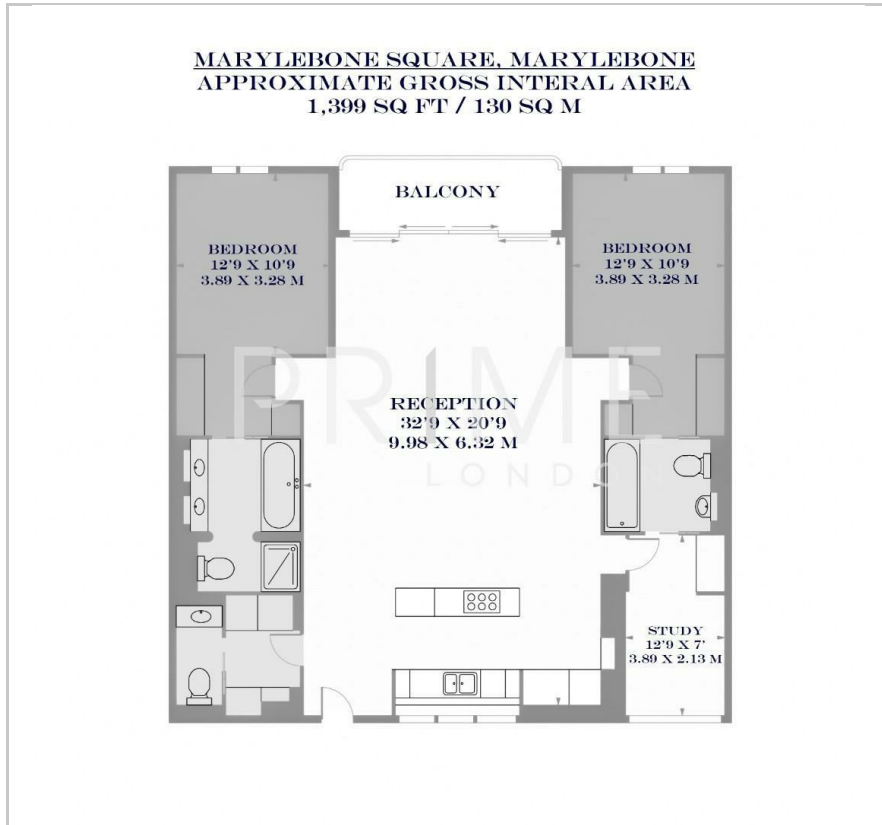 MARYLEBONE SQUARE, MARYLEBONE
APPROXIMATE GROSS INTERAL AREA
1,399 SQ FT / 130 SQ M
BALCONY
BEDROOM
12'9 X 10'9
3.89 X 3.28 M
BEDROOM
12'9 X 10'9
3.89 X 3.28 M
PRIME
LONDON
RECEPTION
32'9 X 20'9
9.98 X 6.32 M
STUDY
12'9 X 7'
3.89 X 2.13 M